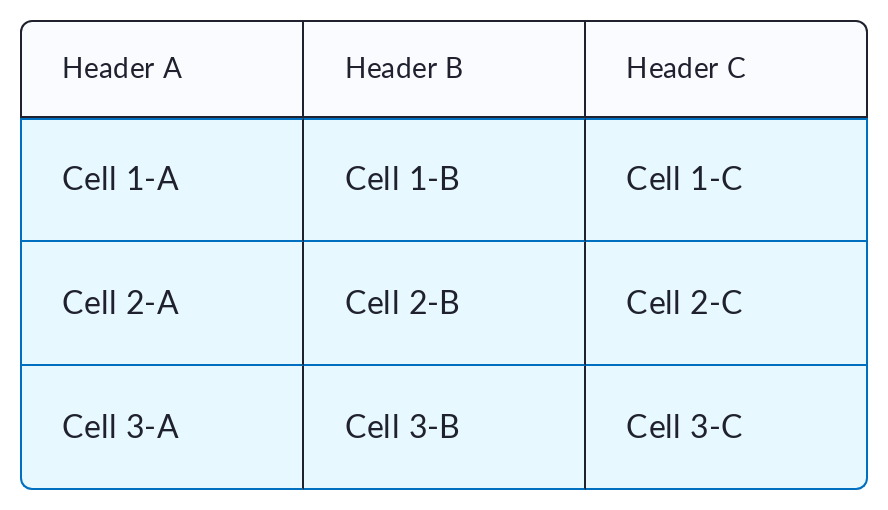 Header A Header B Header C
Cell 1-A Cell 1-B Cell 1-C
Cell 2-A Cell 2-B Cell 2-C
Cell 3-A Cell 3-B Cell 3-C